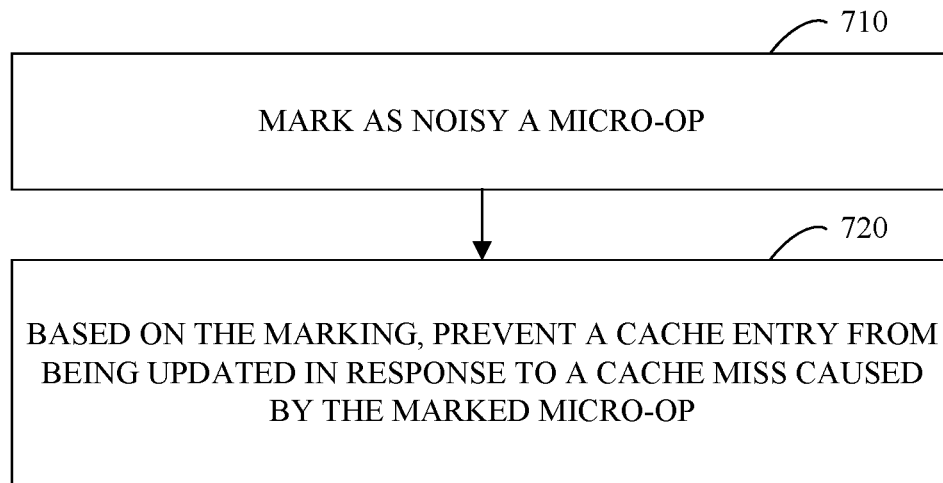 710
MARK AS NOISY A MICRO-OP
720
BASED ON THE MARKING, PREVENT A CACHE ENTRY FROM
BEING UPDATED IN RESPONSE TO A CACHE MISS CAUSED
BY THE MARKED MICRO-OP